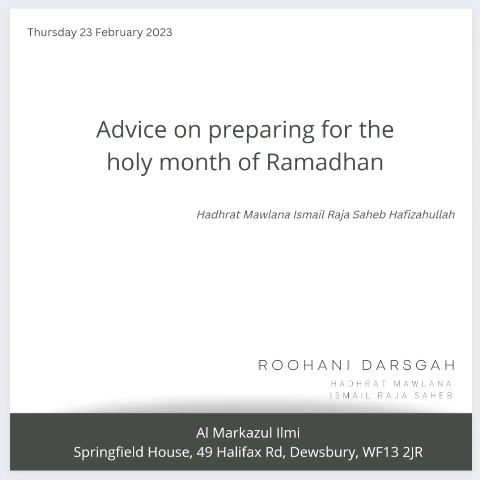 Thursday 23 February 2023
Advice on preparing for the
holy month of Ramadhan
Hadhrat Mawlana Ismail Raja Saheb Hafizahullah
ROOHANI DARSGAH
HADHRAT MAWLANA
ISMAIL RAJA SAHEB
Al Markazul Ilmi
Springfield House, 49 Halifax Rd, Dewsbury, WF13 2JR